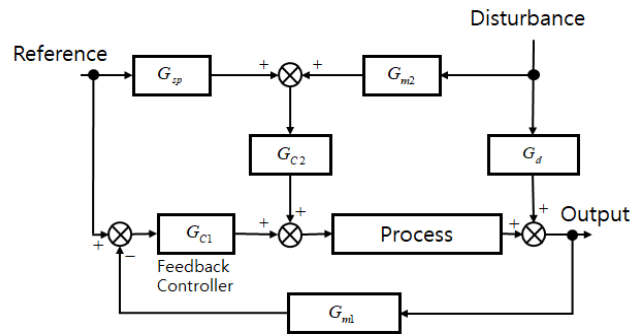 Disturbance
Reference
G_sp
+
+
G_m2
G_C2
G_d
+
+
Output
+
−
G_C1
+
Process
+
Feedback
Controller
G_m1